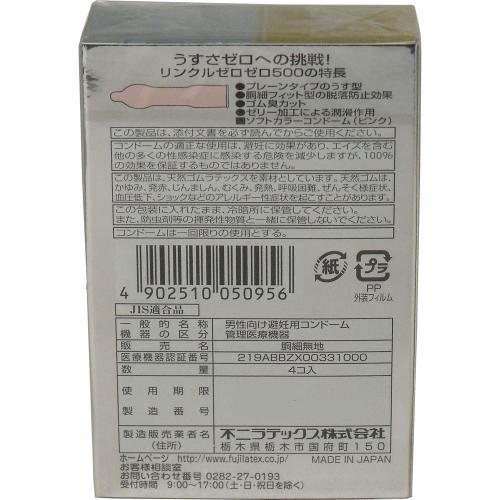 うすさゼロへの挑戦!
リンクルゼロゼロ500の特長
●プレーンタイプのうす型
●胴細フィット型の脱落防止効果
●ゴム臭カット
●ゼリー加工による潤滑作用
■ソフトカラーコンドーム(ピンク)
この製品は、添付文書を必ず読んでからご使用ください。
コンドームの適正な使用は、避妊に効果があり、エイズを含む
他の多くの性感染症に感染する危険を減少しますが、100%
の効果を保証するものではありません。
この製品は、天然ゴムラテックスを素材としています。天然ゴムは、
かゆみ、発赤、じんましん、むくみ、発熱、呼吸困難、ぜんそく様症状、
血圧低下、ショックなどのアレルギー性症状を起こすことがあります。
この包装に入れたまま、冷暗所に保管してください。
また、防虫剤等の揮発性物質と一緒に保管しないでください。
コンドームは一回限りの使用とする。
4 902510 050956
紙
プラ
PP
外装フィルム
JIS適合品
一般的名称 男性向け避妊用コンドーム
機器の区分 管理医療機器
販売名 胴細無地
医療機器認証番号 219ABBZX00331000
数量 4コ入
使用期限
製造番号
製造販売業者名 不二ラテックス株式会社
(住所) 栃木県栃木市国府町150
ホームページ http://www.fujilatex.co.jp/
お客様相談室 MADE IN JAPAN
お問い合わせ番号 0282-27-0193
受付時間 9:00~17:00(土・日・祝日を除く)